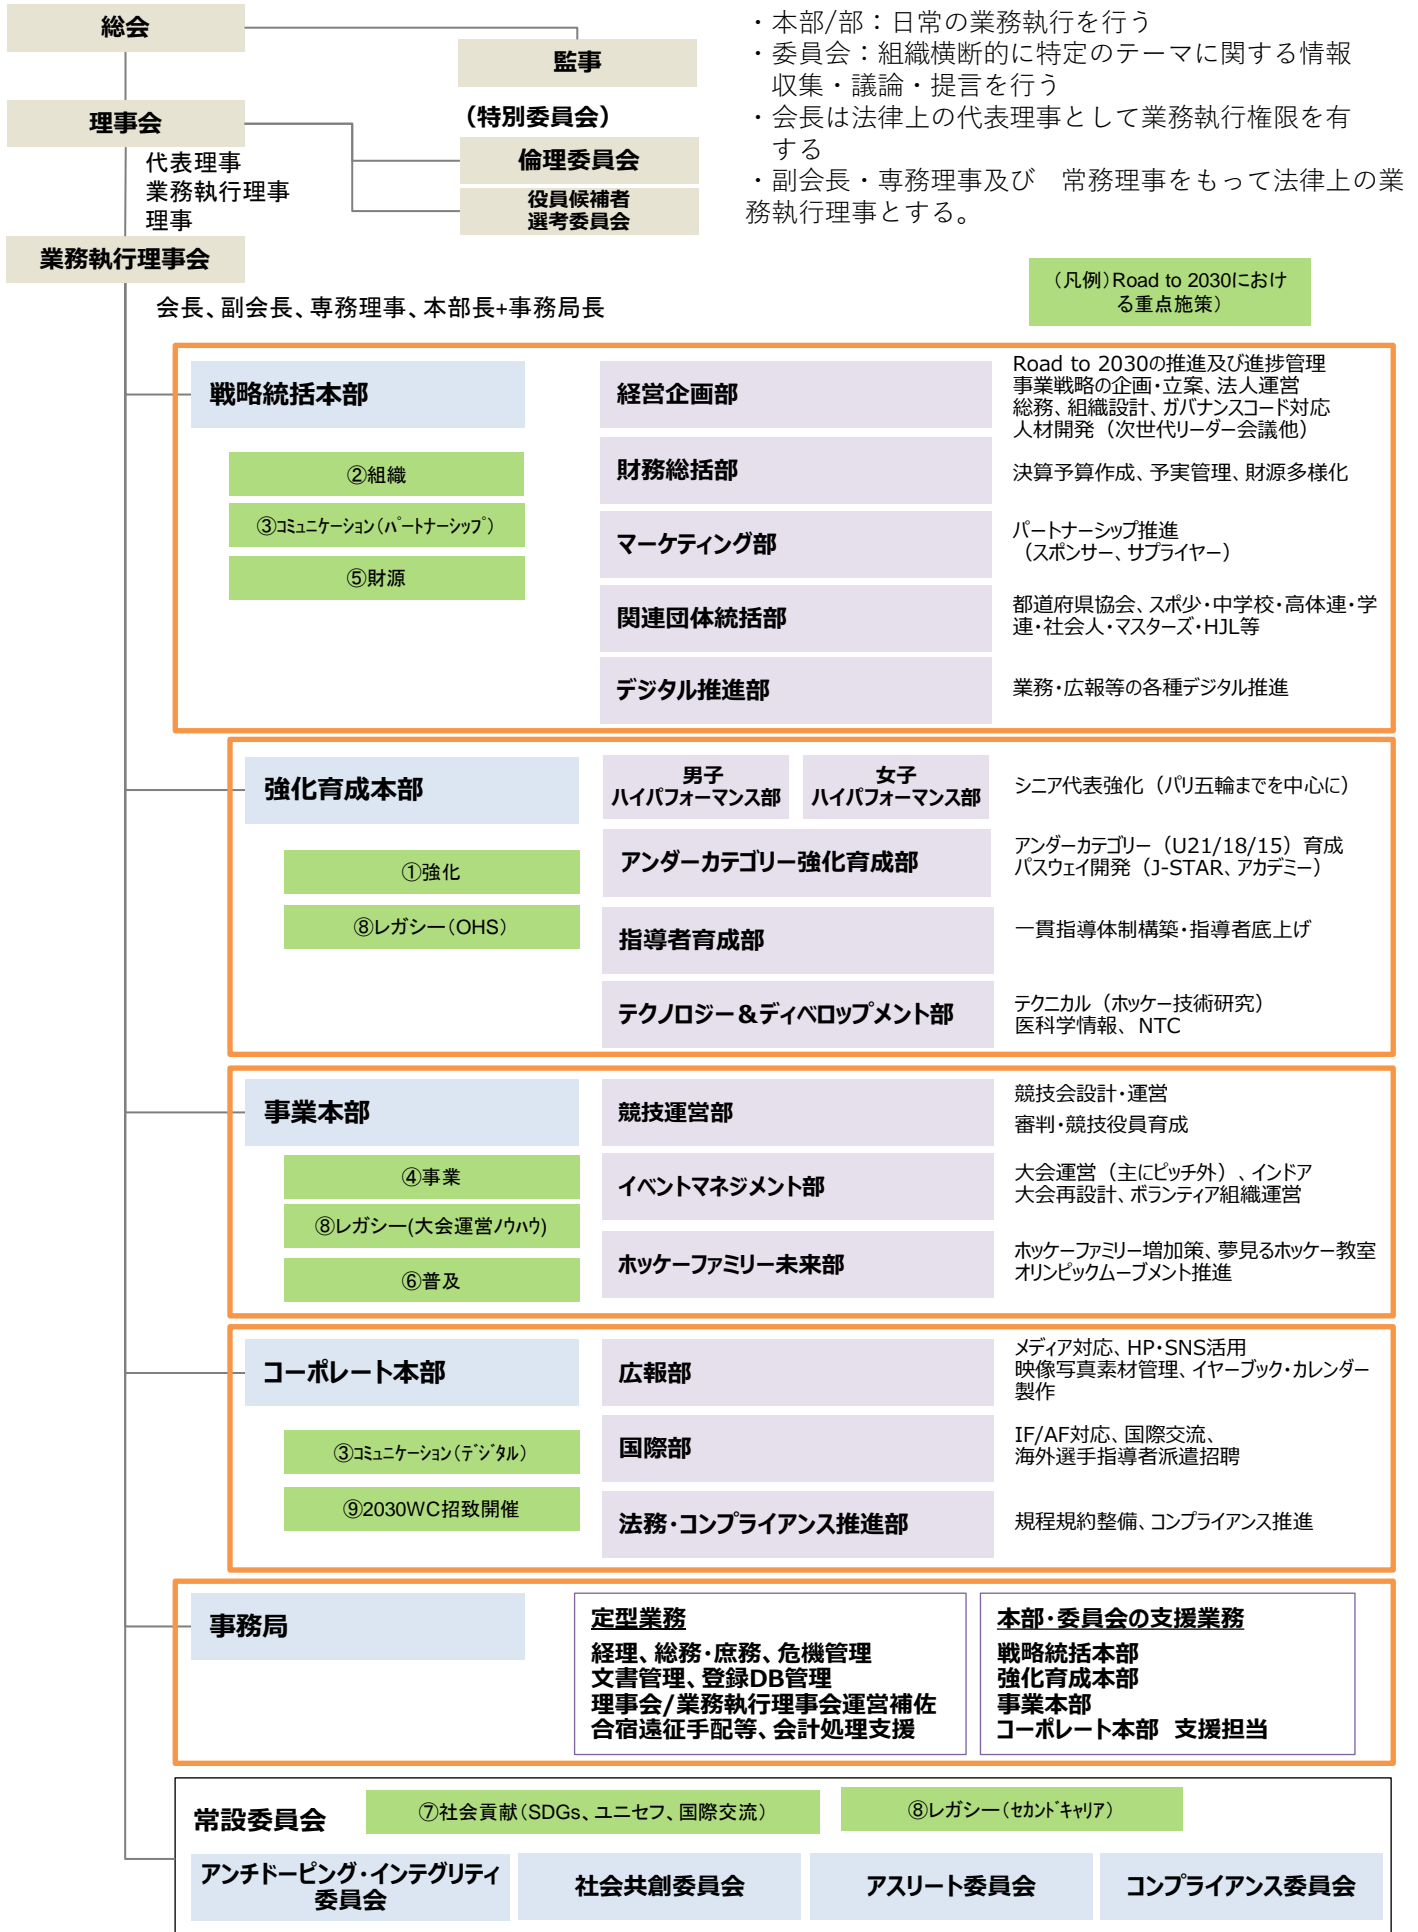 総会
監事
・本部/部：日常の業務執行を行う
・委員会：組織横断的に特定のテーマに関する情報
収集・議論・提言を行う
・会長は法律上の代表理事として業務執行権限を有
する
・副会長・専務理事及び　常務理事をもって法律上の業
務執行理事とする。
理事会
（特別委員会）
倫理委員会
役員候補者
選考委員会
代表理事
業務執行理事
理事
業務執行理事会
会長、副会長、専務理事、本部長+事務局長
（凡例）Road to 2030におけ
る重点施策）
戦略統括本部
②組織
③コミュニケーション（パートナーシップ）
⑤財源
経営企画部
Road to 2030の推進及び進捗管理
事業戦略の企画・立案、法人運営
総務、組織設計、ガバナンスコード対応
人材開発（次世代リーダー会議他）
財務総括部
決算予算作成、予実管理、財源多様化
マーケティング部
パートナーシップ推進
（スポンサー、サプライヤー）
関連団体統括部
都道府県協会、スポ少・中学校・高体連・学
連・社会人・マスターズ・HJL等
デジタル推進部
業務・広報等の各種デジタル推進
強化育成本部
①強化
⑧レガシー（OHS）
男子
ハイパフォーマンス部
女子
ハイパフォーマンス部
シニア代表強化（パリ五輪までを中心に）
アンダーカテゴリー強化育成部
アンダーカテゴリー（U21/18/15）育成
パスウェイ開発（J-STAR、アカデミー）
指導者育成部
一貫指導体制構築・指導者底上げ
テクノロジー＆ディベロップメント部
テクニカル（ホッケー技術研究）
医科学情報、NTC
事業本部
④事業
⑧レガシー(大会運営ノウハウ)
⑥普及
競技運営部
競技会設計・運営
審判・競技役員育成
イベントマネジメント部
大会運営（主にピッチ外）、インドア
大会再設計、ボランティア組織運営
ホッケーファミリー未来部
ホッケーファミリー増加策、夢見るホッケー教室
オリンピックムーブメント推進
コーポレート本部
③コミュニケーション（デジタル）
⑨2030WC招致開催
広報部
メディア対応、HP・SNS活用
映像写真素材管理、イヤーブック・カレンダー
製作
国際部
IF/AF対応、国際交流、
海外選手指導者派遣招聘
法務・コンプライアンス推進部
規程規約整備、コンプライアンス推進
事務局
定型業務
経理、総務・庶務、危機管理
文書管理、登録DB管理
理事会/業務執行理事会運営補佐
合宿遠征手配等、会計処理支援
本部・委員会の支援業務
戦略統括本部
強化育成本部
事業本部
コーポレート本部　支援担当
常設委員会
⑦社会貢献（SDGs、ユニセフ、国際交流）
⑧レガシー（セカンドキャリア）
アンチドーピング・インテグリティ
委員会
社会共創委員会
アスリート委員会
コンプライアンス委員会